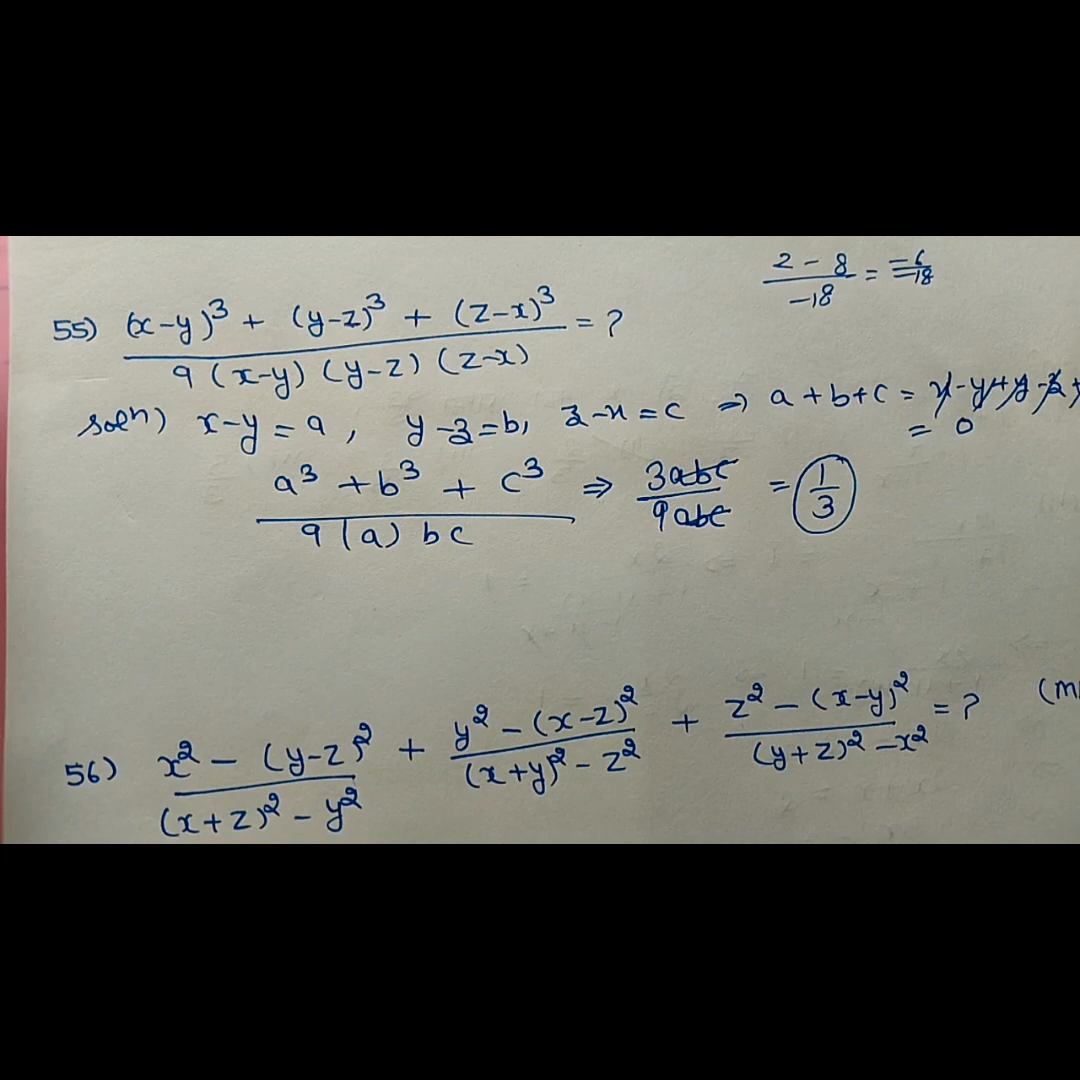 2 - 8 / -18 = -6 / -18
55) (x-y)³ + (y-z)³ + (z-x)³ / 9(x-y)(y-z)(z-x) = ?
soln) x-y = a, y-z = b, z-x = c ⇒ a+b+c = x-y+y-z+
= 0
a³ + b³ + c³ / 9(a)bc ⇒ 3abc / 9abc = 1/3
56) x² - (y-z)² / (x+z)² - y² + y² - (x-z)² / (x+y)² - z² + z² - (x-y)² / (y+z)² - x² = ? (m